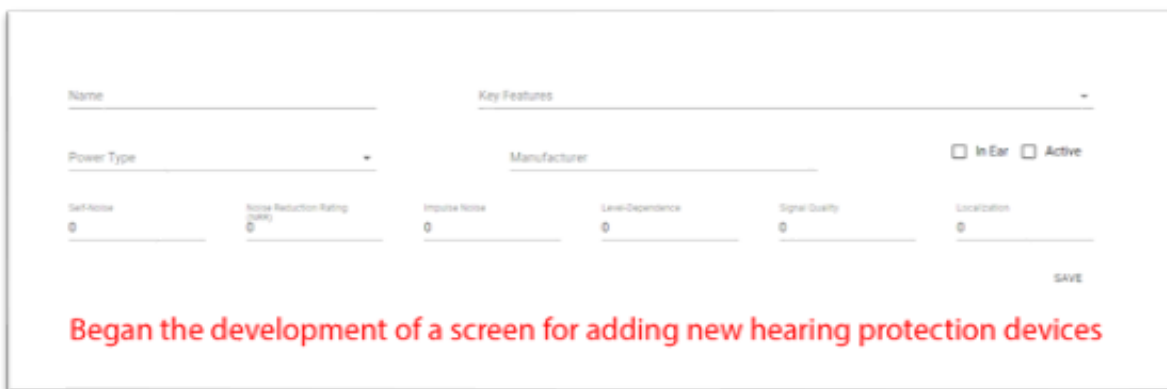 Name Key Features
Power Type Manufacturer In Ear Active
Self-Noise Noise Reduction Rating (NRR) Impulse Noise Level-Dependence Signal Quality Localization
0 0 0 0 0 0
SAVE
Began the development of a screen for adding new hearing protection devices